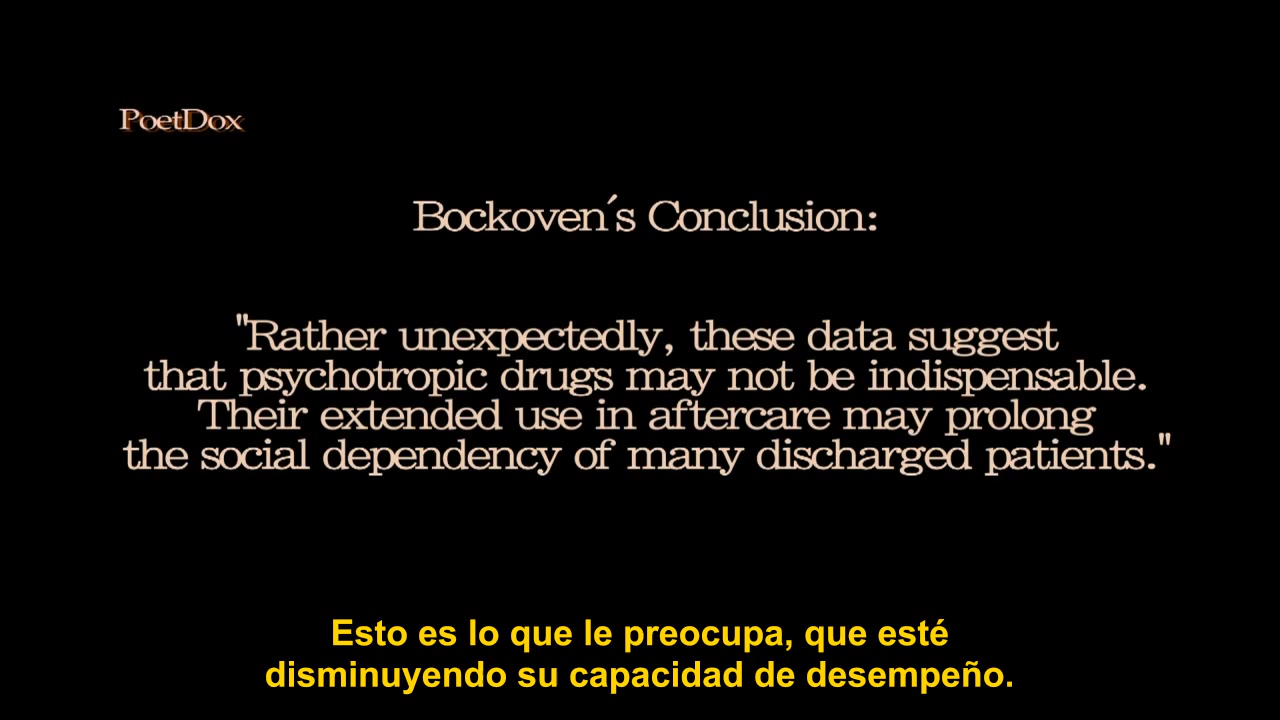 PoetDox
Bockoven´s Conclusion:
"Rather unexpectedly, these data suggest
that psychotropic drugs may not be indispensable.
Their extended use in aftercare may prolong
the social dependency of many discharged patients."
Esto es lo que le preocupa, que esté
disminuyendo su capacidad de desempeño.